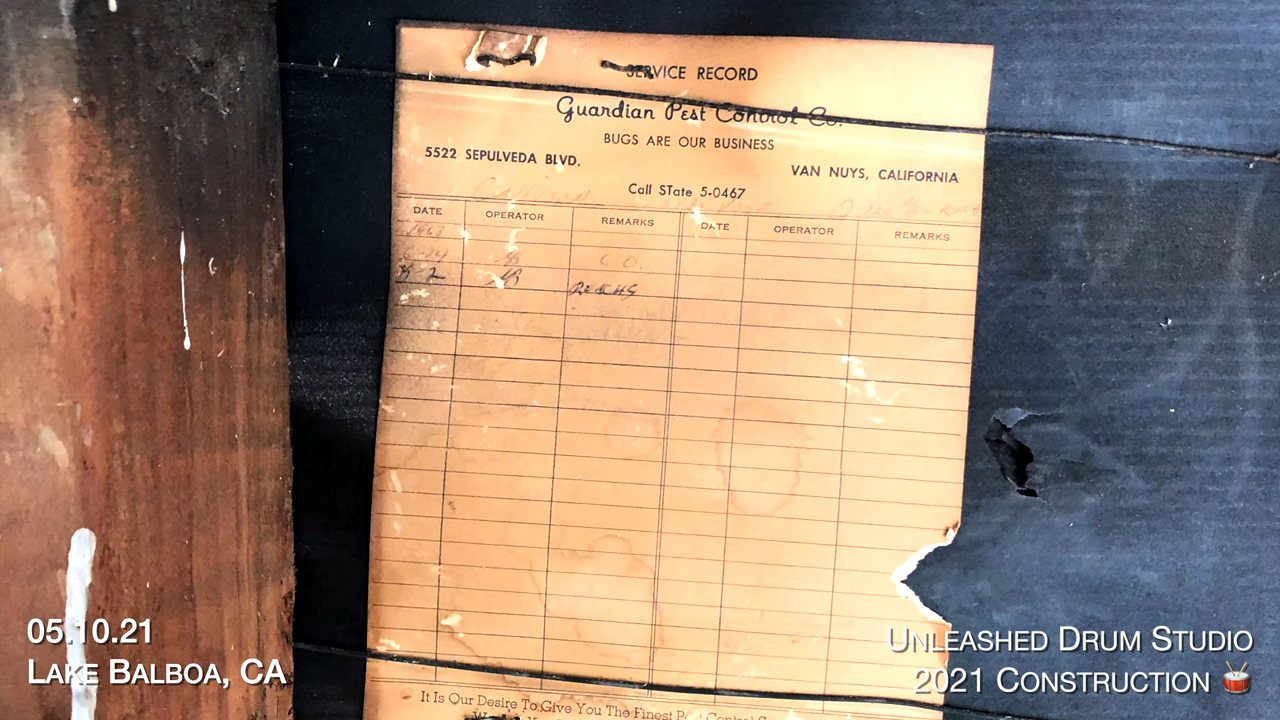 SERVICE RECORD
Guardian Pest Control Co.
BUGS ARE OUR BUSINESS
5522 SEPULVEDA BLVD. VAN NUYS, CALIFORNIA
Call STate 5-0467
DATE OPERATOR REMARKS DATE OPERATOR REMARKS
C O.
It Is Our Desire To Give You The Finest Pest Control
05.10.21
LAKE BALBOA, CA
UNLEASHED DRUM STUDIO
2021 CONSTRUCTION 🥁